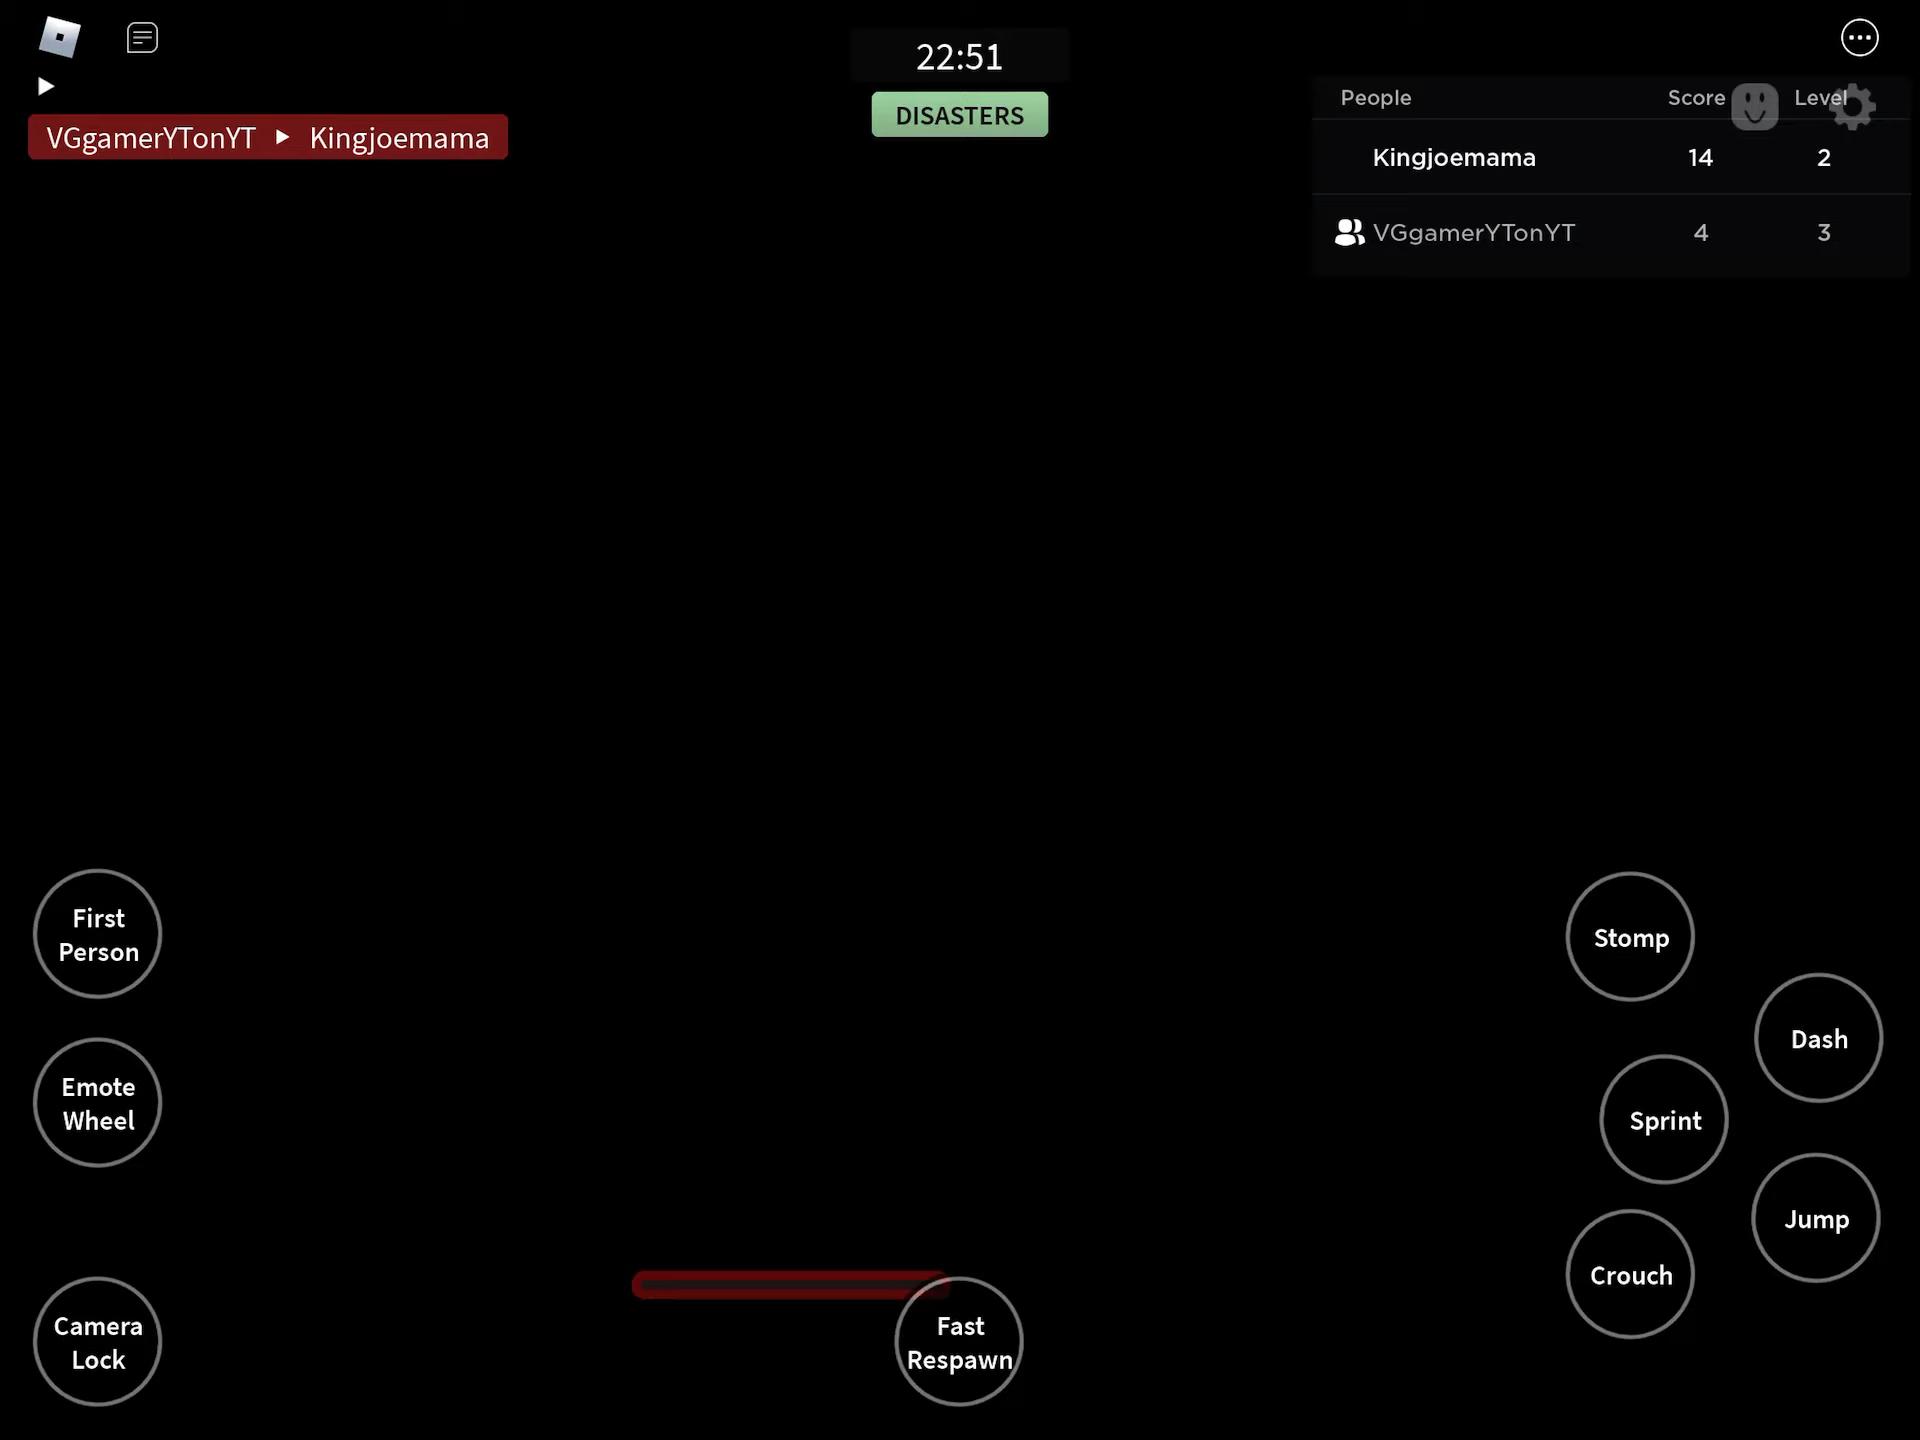 22:51
DISASTERS
VGgamerYTonYT ▶ Kingjoemama
People Score Level
Kingjoemama 14 2
VGgamerYTonYT 4 3
First
Person
Stomp
Dash
Emote
Wheel
Sprint
Jump
Crouch
Camera
Lock
Fast
Respawn